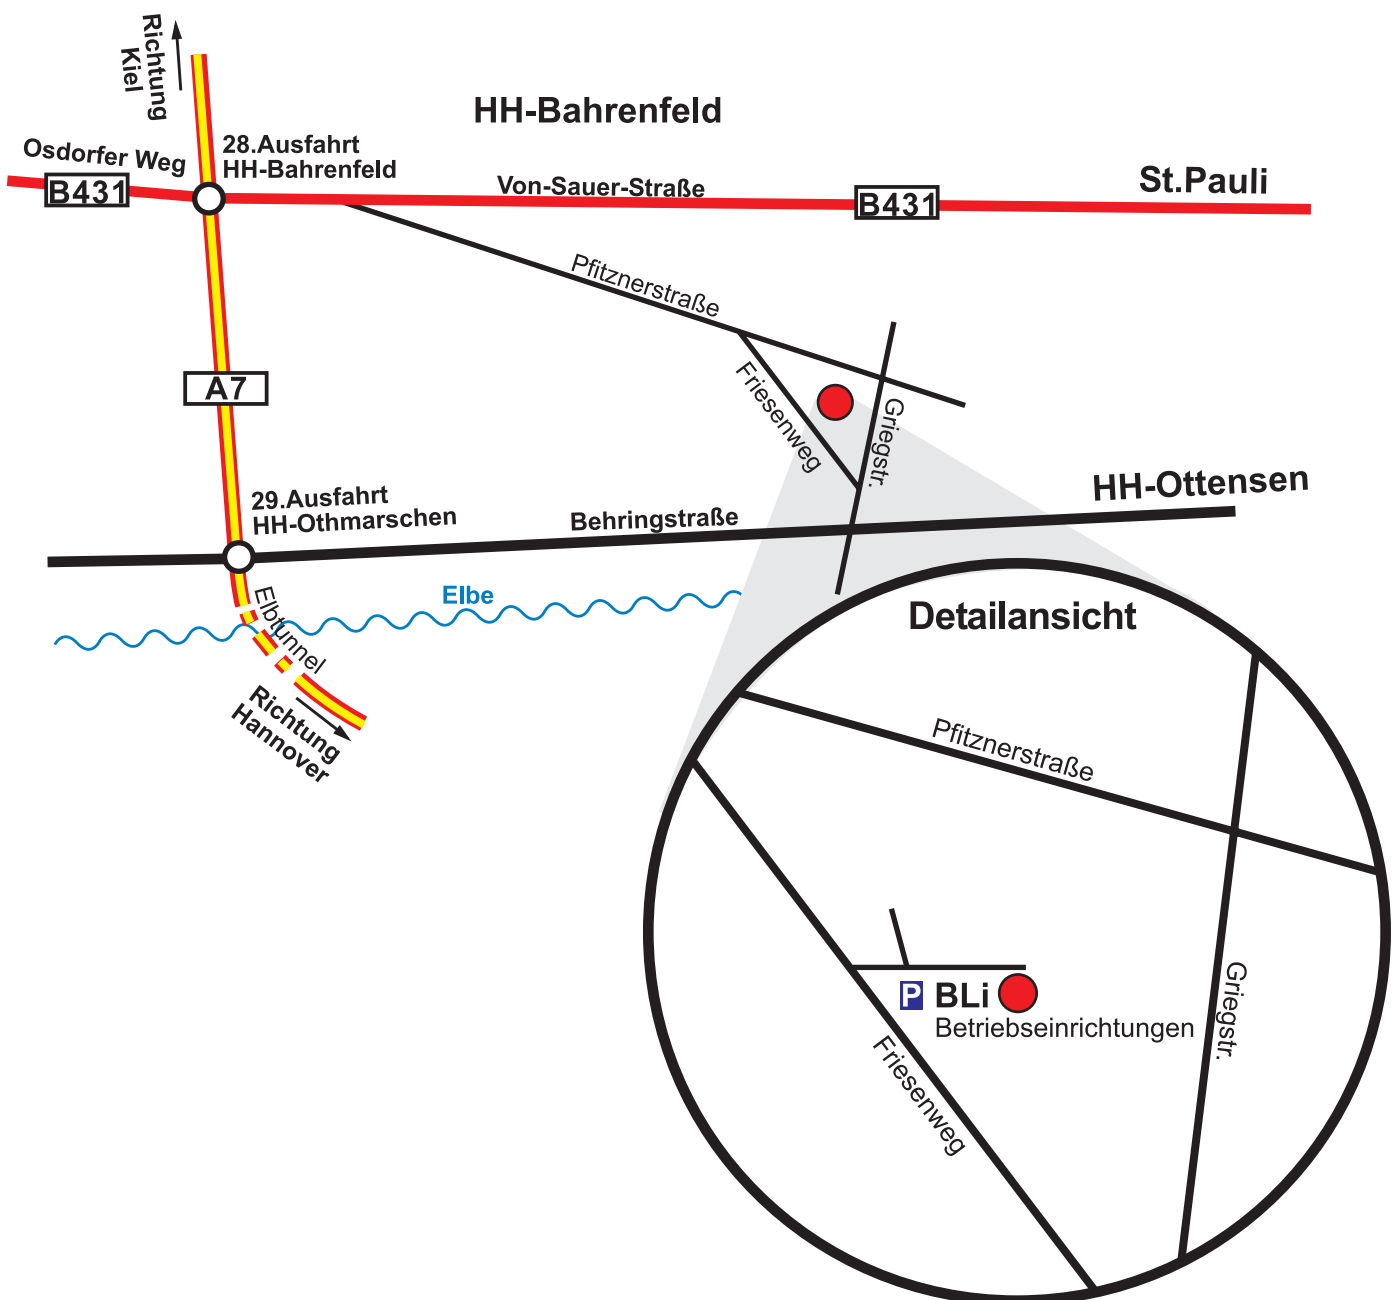 Richtung
Kiel
HH-Bahrenfeld
Osdorfer Weg
28.Ausfahrt
HH-Bahrenfeld
B431
Von-Sauer-Straße
B431
St.Pauli
Pfitznerstraße
A7
Friesenweg
Griegstr.
29.Ausfahrt
HH-Othmarschen
Behringstraße
HH-Ottensen
Elbe
Elbtunnel
Richtung
Hannover
Detailansicht
Pfitznerstraße
P BLi
Betriebseinrichtungen
Griegstr.
Friesenweg